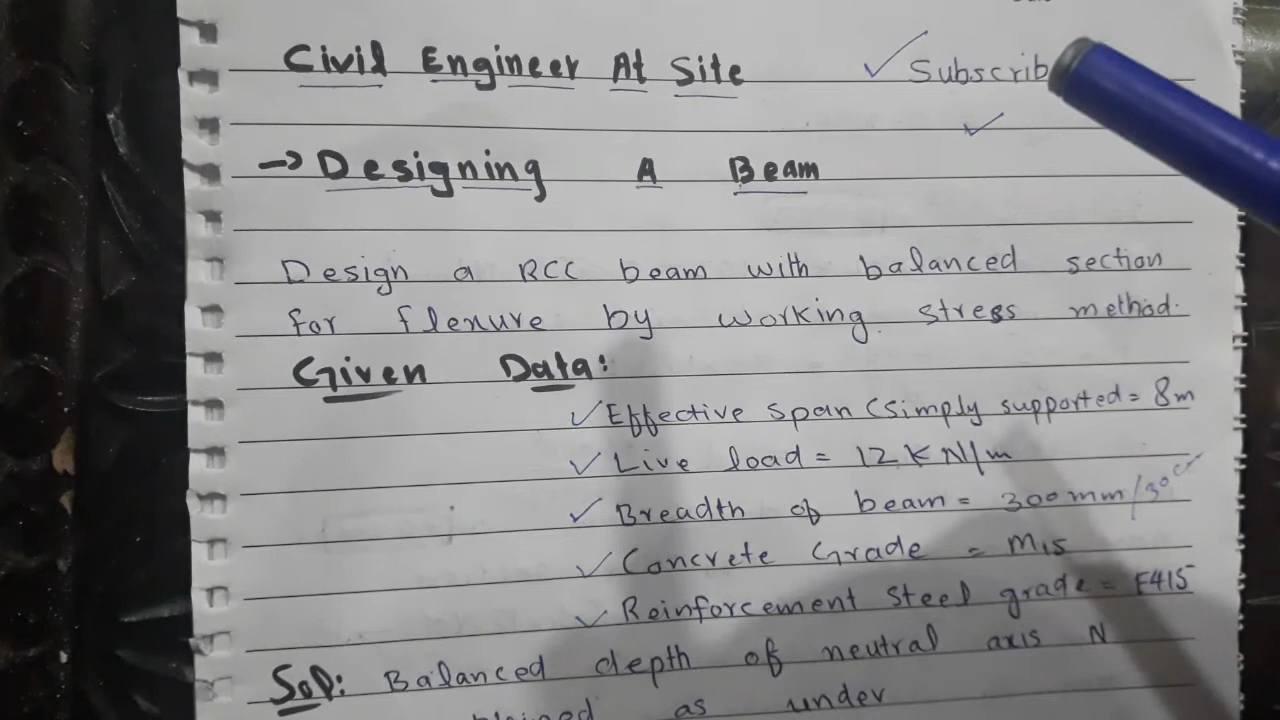 Civil Engineer At Site
✓ Subscrib
✓
→ Designing A Beam
Design a RCC beam with balanced section
for flexure by working stress method.
Given Data:
✓ Effective span (simply supported = 8m
✓ Live load = 12 KN/m
✓ Breadth of beam = 300mm/30cm
✓ Concrete Grade = M15
✓ Reinforcement steel grade = F415
Sol: Balanced depth of neutral axis N
as under